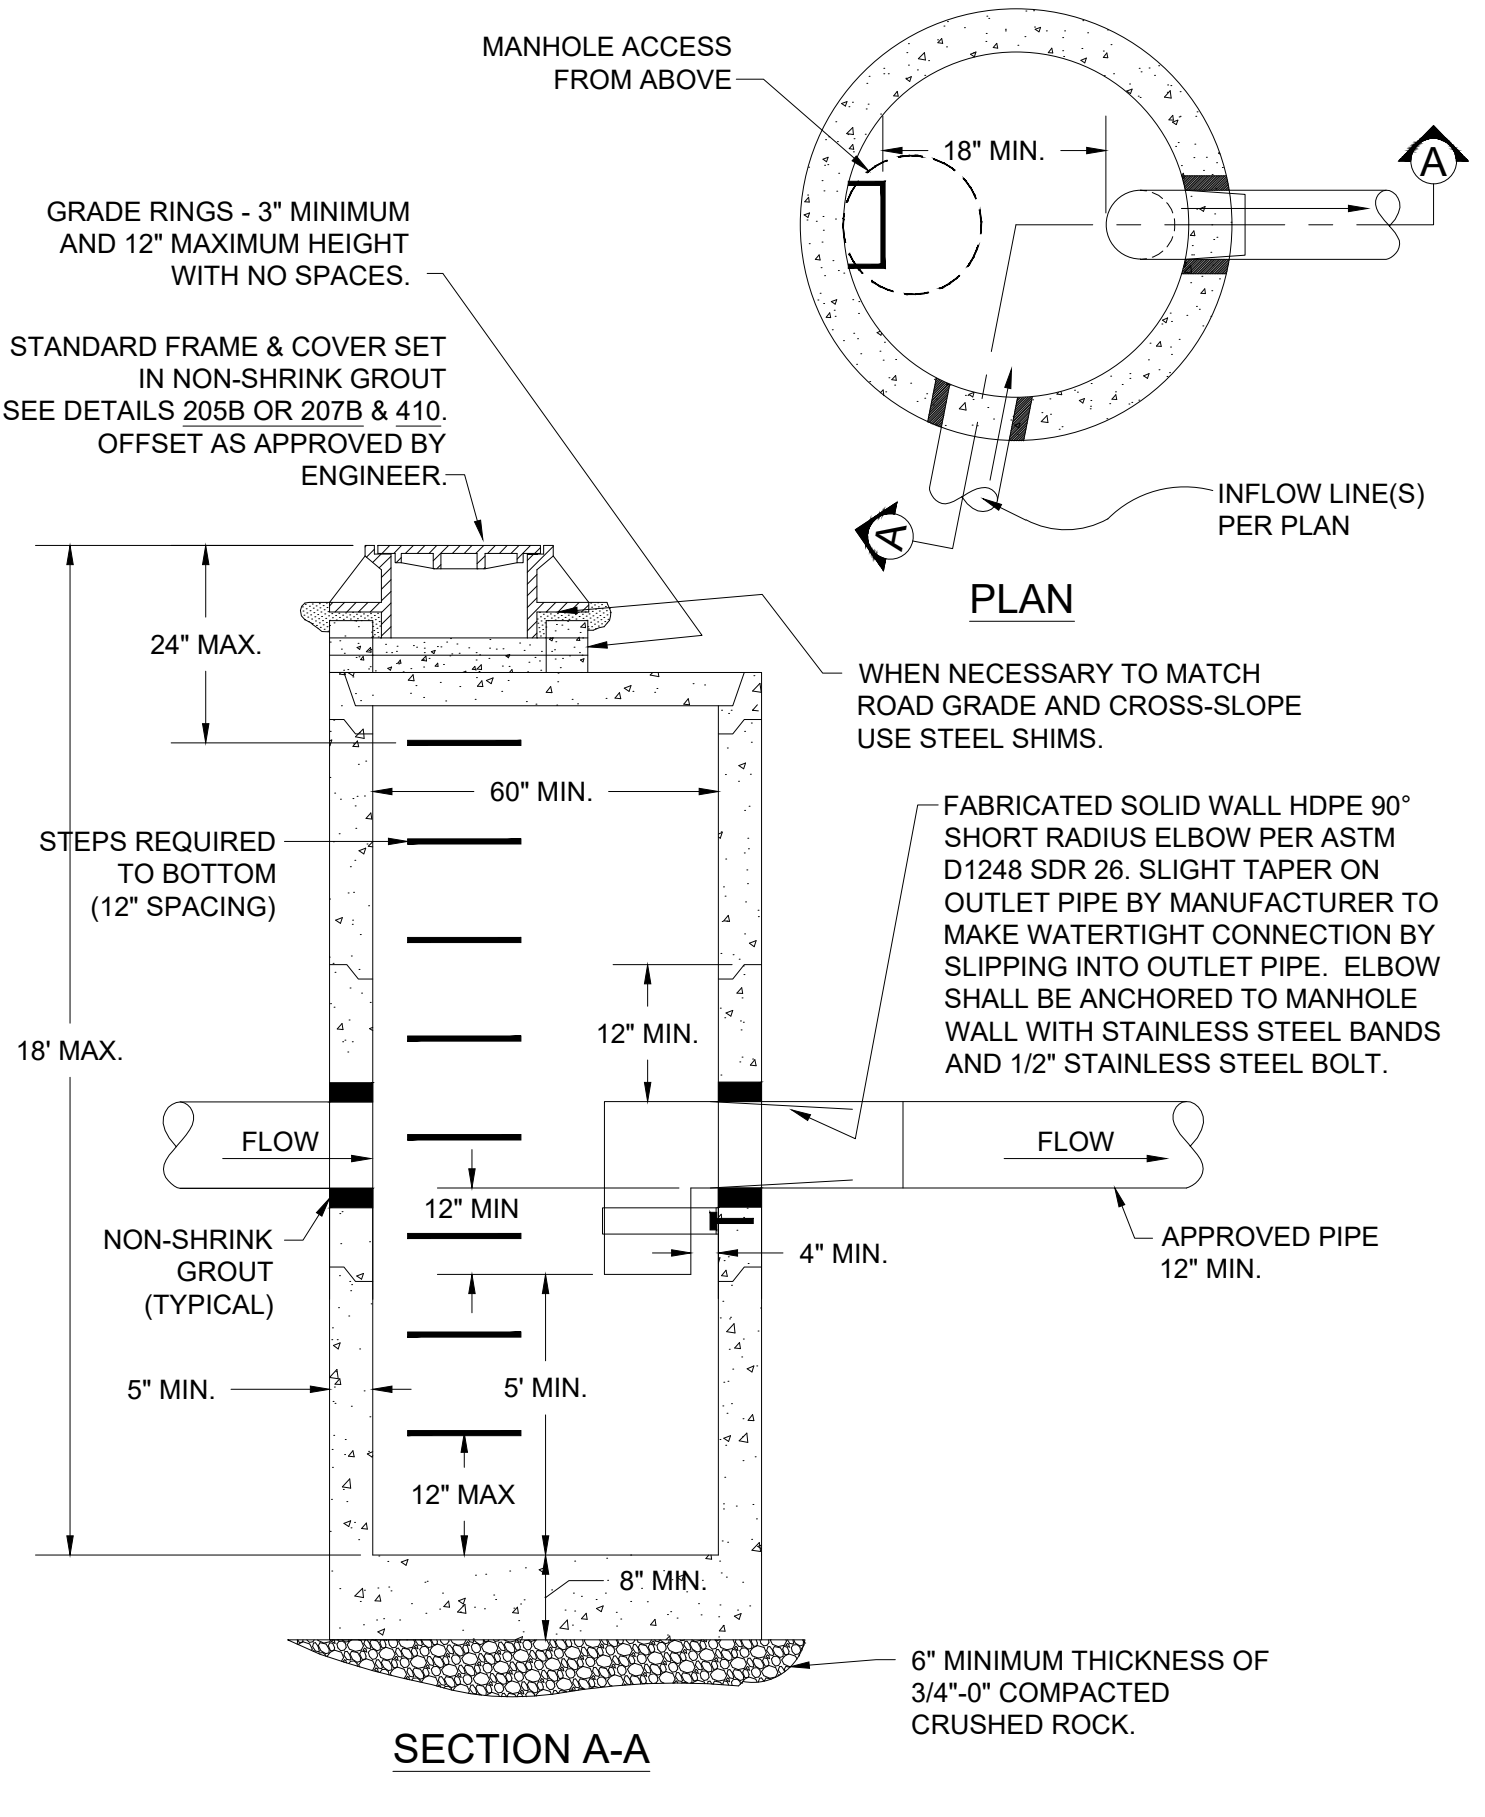 MANHOLE ACCESS
FROM ABOVE
18" MIN.
A
GRADE RINGS - 3" MINIMUM
AND 12" MAXIMUM HEIGHT
WITH NO SPACES.
STANDARD FRAME & COVER SET
IN NON-SHRINK GROUT
SEE DETAILS 205B OR 207B & 410.
OFFSET AS APPROVED BY
ENGINEER.
INFLOW LINE(S)
PER PLAN
A
PLAN
24" MAX.
WHEN NECESSARY TO MATCH
ROAD GRADE AND CROSS-SLOPE
USE STEEL SHIMS.
60" MIN.
STEPS REQUIRED
TO BOTTOM
(12" SPACING)
FABRICATED SOLID WALL HDPE 90°
SHORT RADIUS ELBOW PER ASTM
D1248 SDR 26. SLIGHT TAPER ON
OUTLET PIPE BY MANUFACTURER TO
MAKE WATERTIGHT CONNECTION BY
SLIPPING INTO OUTLET PIPE. ELBOW
SHALL BE ANCHORED TO MANHOLE
WALL WITH STAINLESS STEEL BANDS
AND 1/2" STAINLESS STEEL BOLT.
12" MIN.
18' MAX.
FLOW
FLOW
12" MIN
NON-SHRINK
GROUT
(TYPICAL)
4" MIN.
APPROVED PIPE
12" MIN.
5" MIN.
5' MIN.
12" MAX
8" MIN.
6" MINIMUM THICKNESS OF
3/4"-0" COMPACTED
CRUSHED ROCK.
SECTION A-A